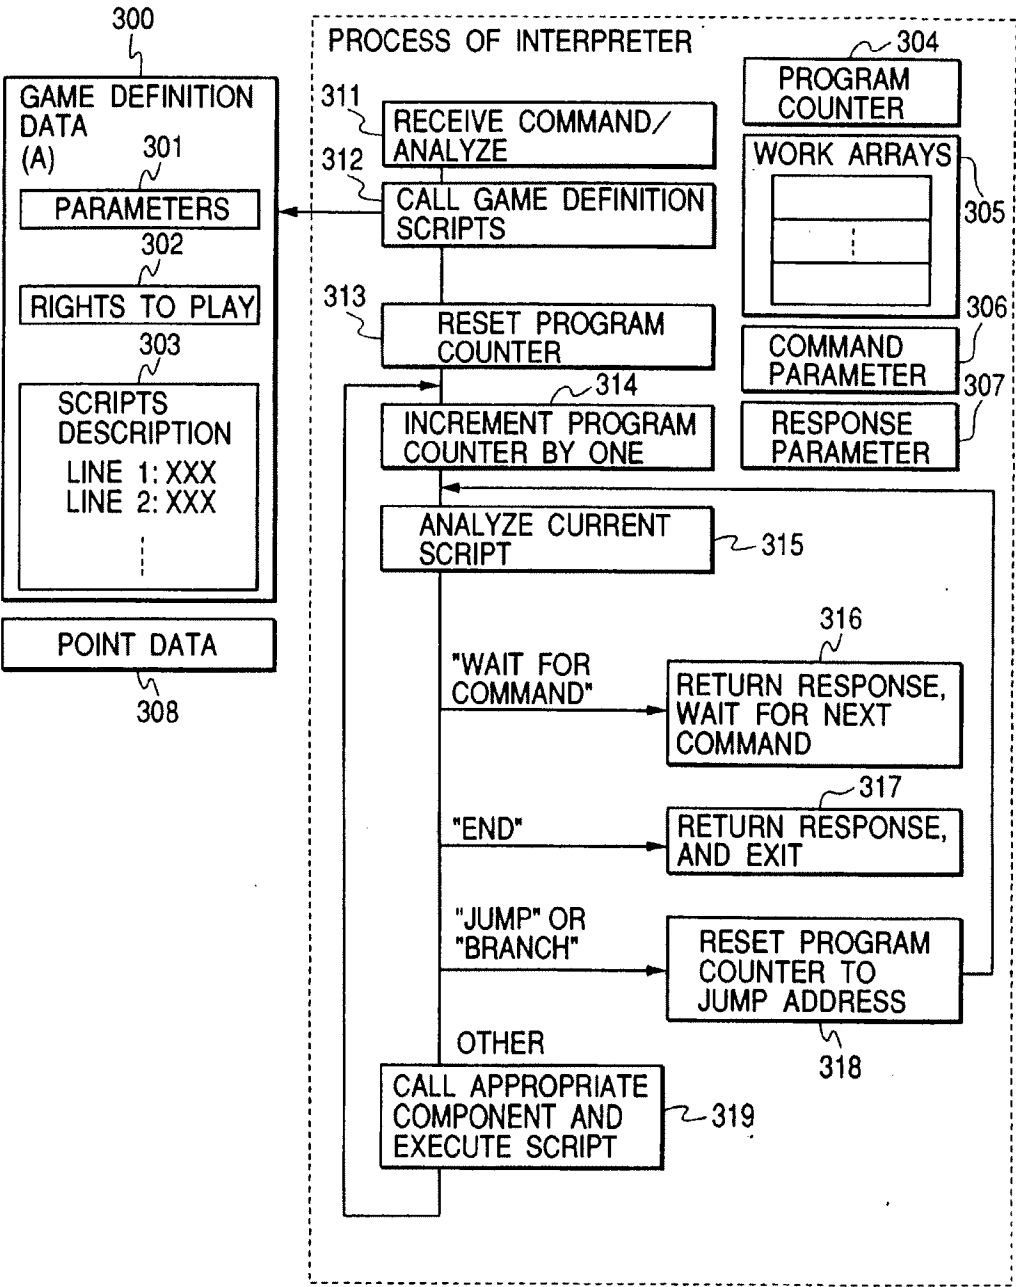 300
GAME DEFINITION
DATA
(A)
301
PARAMETERS
302
RIGHTS TO PLAY
303
SCRIPTS
DESCRIPTION
LINE 1: XXX
LINE 2: XXX
POINT DATA
308
PROCESS OF INTERPRETER
311
RECEIVE COMMAND/
ANALYZE
312
CALL GAME DEFINITION
SCRIPTS
313
RESET PROGRAM
COUNTER
314
INCREMENT PROGRAM
COUNTER BY ONE
ANALYZE CURRENT
SCRIPT
315
304
PROGRAM
COUNTER
WORK ARRAYS
305
306
COMMAND
PARAMETER
307
RESPONSE
PARAMETER
"WAIT FOR
COMMAND"
316
RETURN RESPONSE,
WAIT FOR NEXT
COMMAND
"END"
317
RETURN RESPONSE,
AND EXIT
"JUMP" OR
"BRANCH"
RESET PROGRAM
COUNTER TO
JUMP ADDRESS
318
OTHER
CALL APPROPRIATE
COMPONENT AND
EXECUTE SCRIPT
319